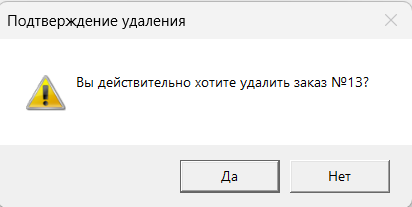 Подтверждение удаления
Вы действительно хотите удалить заказ №13?
Да
Нет